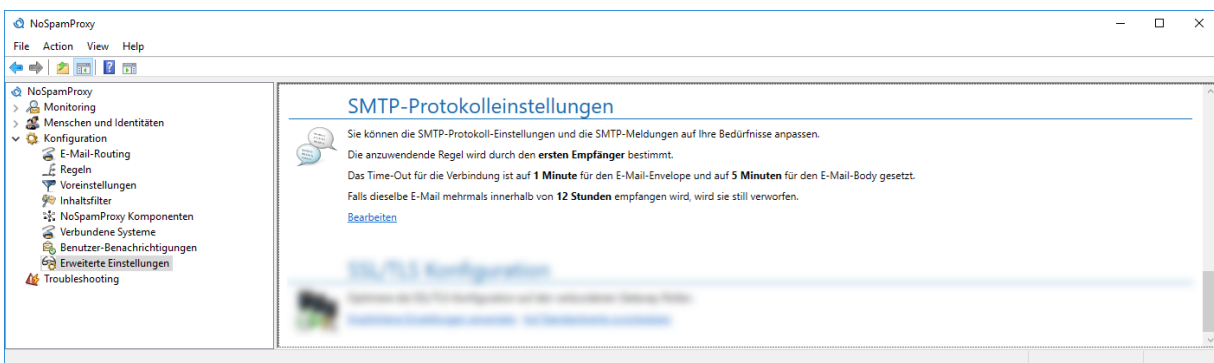 NoSpamProxy
File Action View Help
NoSpamProxy
Monitoring
Menschen und Identitäten
Konfiguration
E-Mail-Routing
Regeln
Voreinstellungen
Inhaltsfilter
NoSpamProxy Komponenten
Verbundene Systeme
Benutzer-Benachrichtigungen
Erweiterte Einstellungen
Troubleshooting
SMTP-Protokolleinstellungen
Sie können die SMTP-Protokoll-Einstellungen und die SMTP-Meldungen auf Ihre Bedürfnisse anpassen.
Die anzuwendende Regel wird durch den ersten Empfänger bestimmt.
Das Time-Out für die Verbindung ist auf 1 Minute für den E-Mail-Envelope und auf 5 Minuten für den E-Mail-Body gesetzt.
Falls dieselbe E-Mail mehrmals innerhalb von 12 Stunden empfangen wird, wird sie still verworfen.
Bearbeiten
SSL/TLS Konfiguration